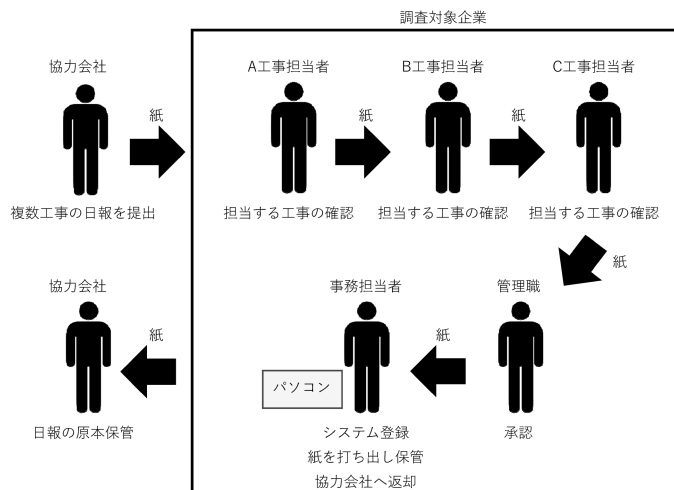 調査対象企業
協力会社
A工事担当者
B工事担当者
C工事担当者
紙
紙
紙
複数工事の日報を提出
担当する工事の確認
担当する工事の確認
担当する工事の確認
紙
協力会社
事務担当者
管理職
紙
紙
パソコン
日報の原本保管
システム登録
紙を打ち出し保管
協力会社へ返却
承認